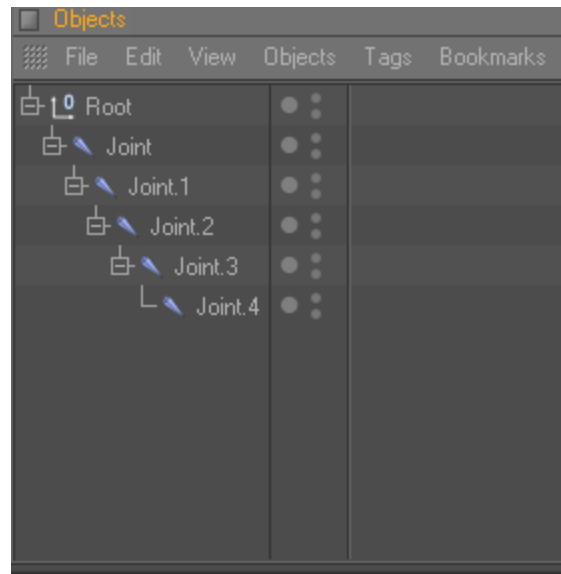 Objects
File Edit View Objects Tags Bookmarks
Root
Joint
Joint.1
Joint.2
Joint.3
Joint.4